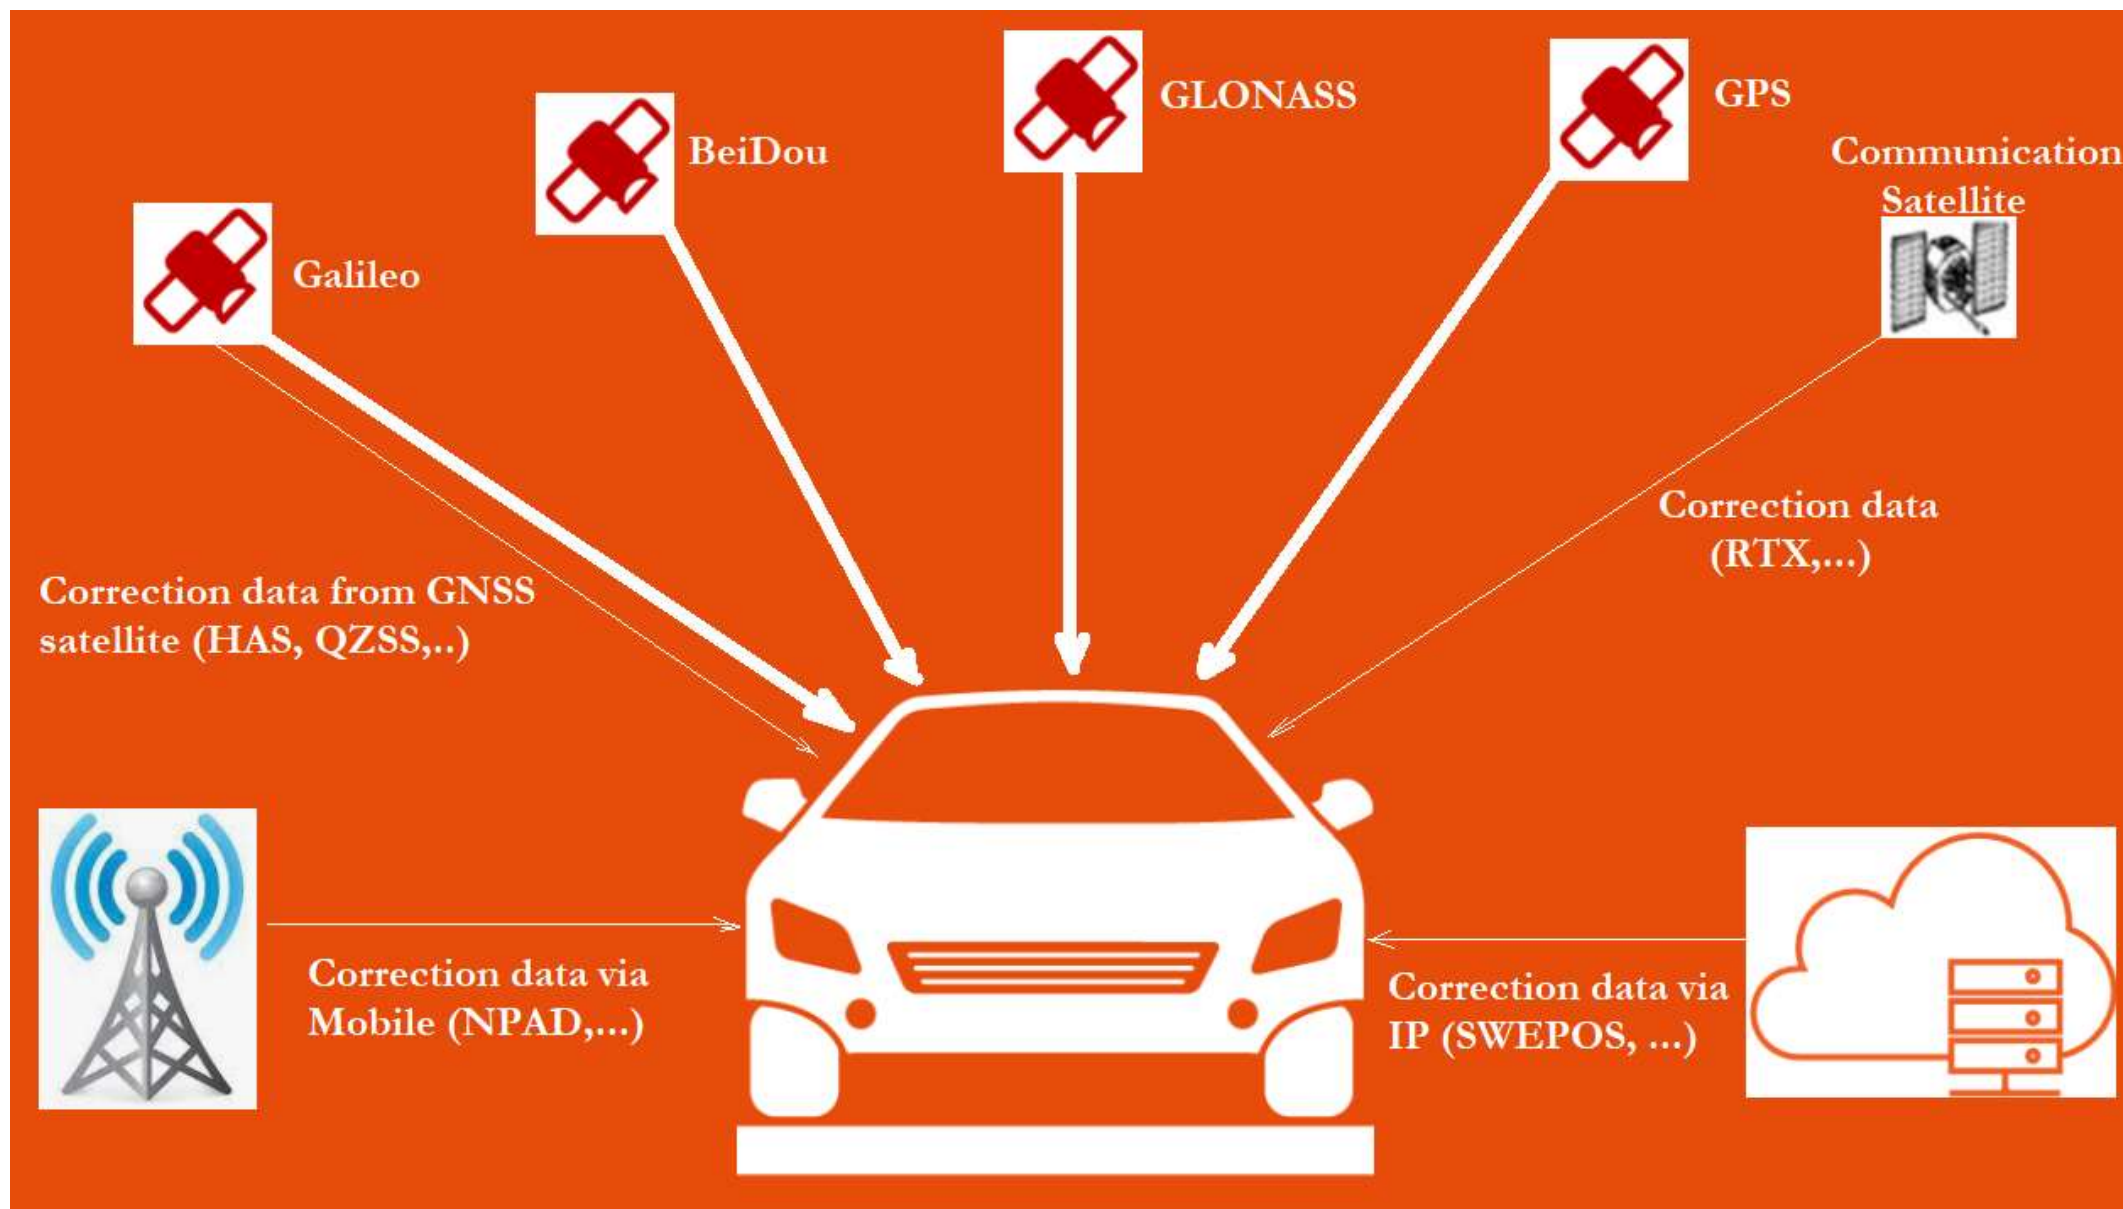 GLONASS
GPS
BeiDou
Communication
Satellite
Galileo
Correction data
(RTX,...)
Correction data from GNSS
satellite (HAS, QZSS,..)
Correction data via
Mobile (NPAD,...)
Correction data via
IP (SWEPOS, ...)